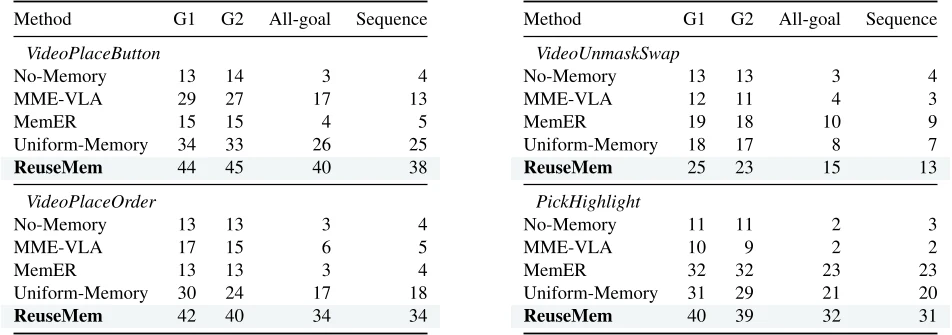 Method G1 G2 All-goal Sequence
VideoPlaceButton
No-Memory 13 14 3 4
MME-VLA 29 27 17 13
MemER 15 15 4 5
Uniform-Memory 34 33 26 25
ReuseMem 44 45 40 38
VideoPlaceOrder
No-Memory 13 13 3 4
MME-VLA 17 15 6 5
MemER 13 13 3 4
Uniform-Memory 30 24 17 18
ReuseMem 42 40 34 34
Method G1 G2 All-goal Sequence
VideoUnmaskSwap
No-Memory 13 13 3 4
MME-VLA 12 11 4 3
MemER 19 18 10 9
Uniform-Memory 18 17 8 7
ReuseMem 25 23 15 13
PickHighlight
No-Memory 11 11 2 3
MME-VLA 10 9 2 2
MemER 32 32 23 23
Uniform-Memory 31 29 21 20
ReuseMem 40 39 32 31